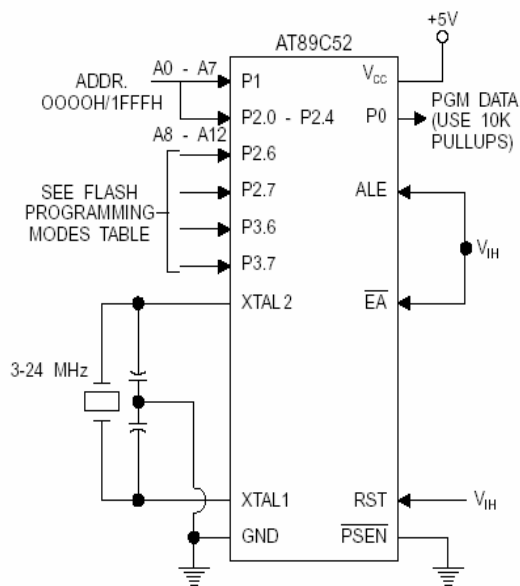 +5V
AT89C52
ADDR.
OOOOH/1FFFH
A0 - A7
P1
VCC
P2.0 - P2.4
P0
PGM DATA
(USE 10K
PULLUPS)
A8 - A12
P2.6
SEE FLASH
PROGRAMMING
MODES TABLE
P2.7
ALE
P3.6
VIH
P3.7
XTAL2
EA
3-24 MHz
XTAL1
RST
VIH
GND
PSEN